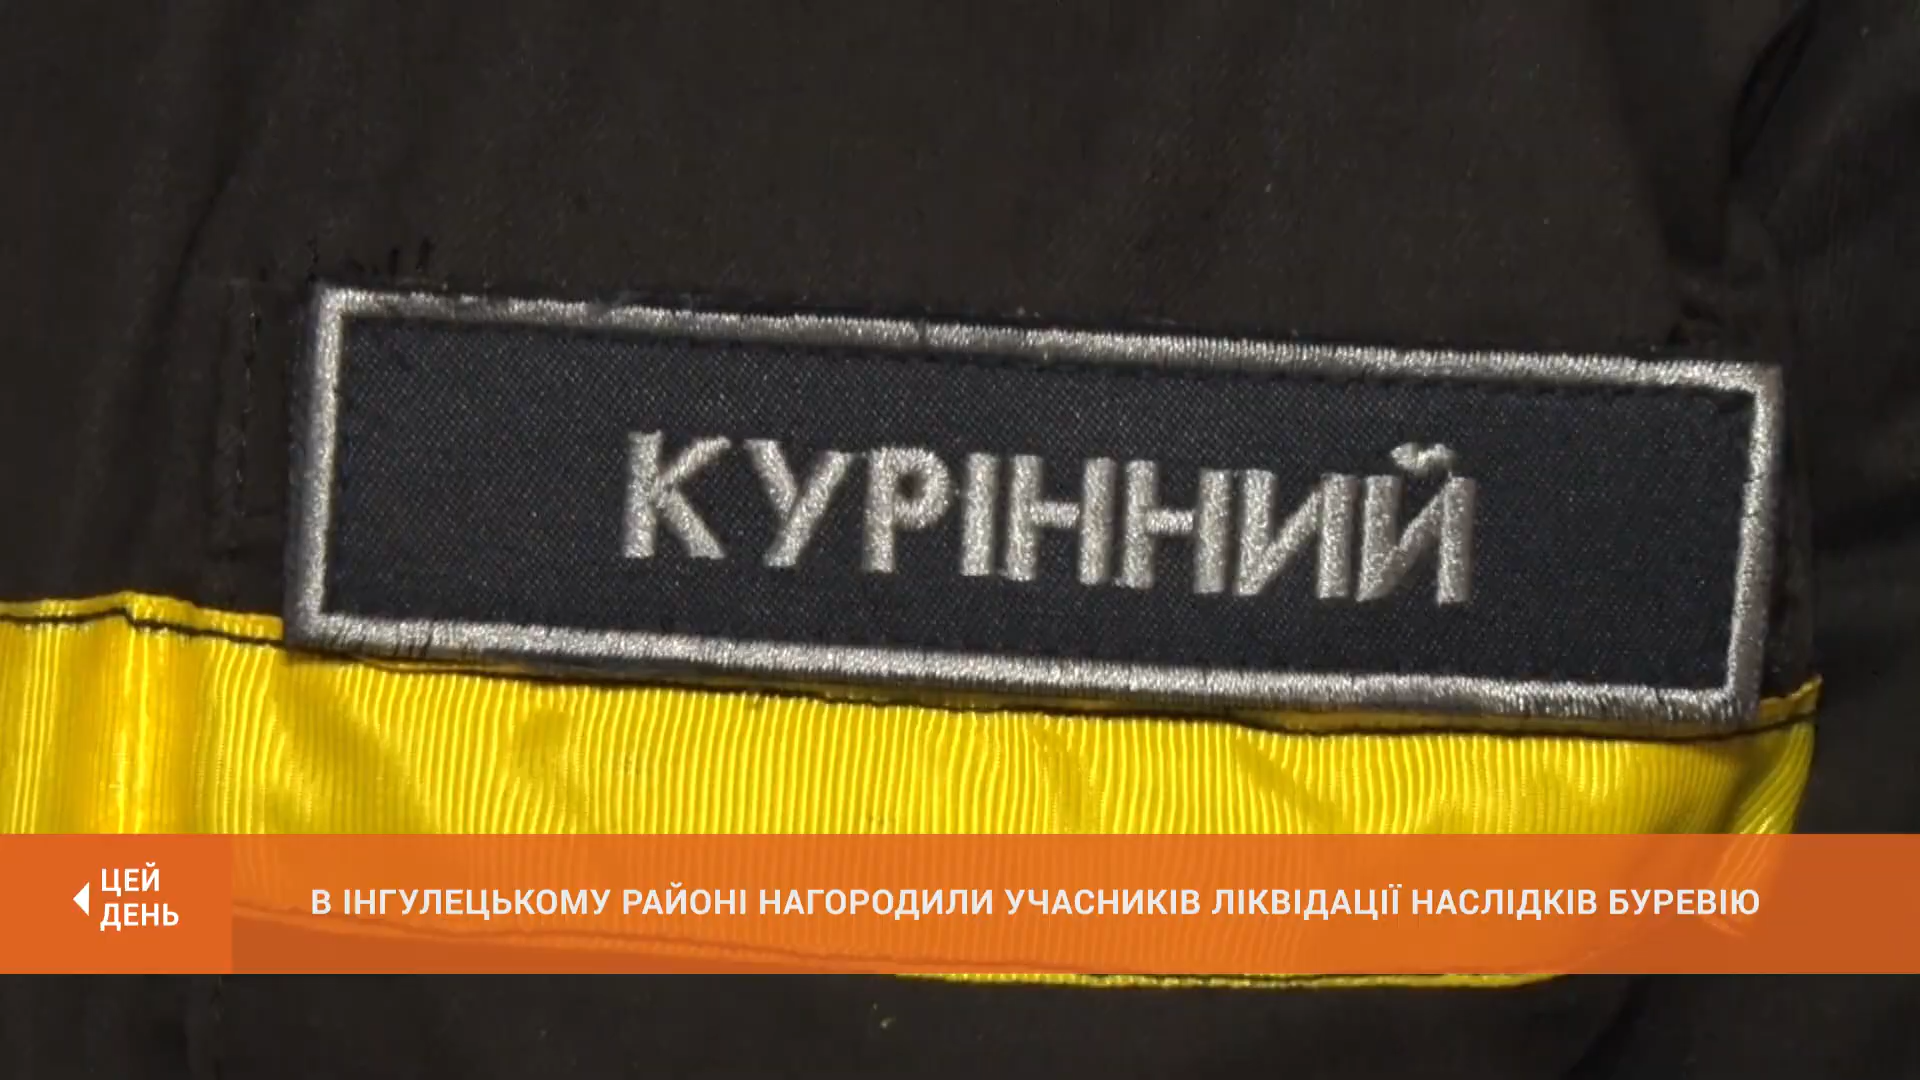 КУРІННИЙ
ЦЕЙ
ДЕНЬ
В ІНГУЛЕЦЬКОМУ РАЙОНІ НАГОРОДИЛИ УЧАСНИКІВ ЛІКВІДАЦІЇ НАСЛІДКІВ БУРЕВІЮ